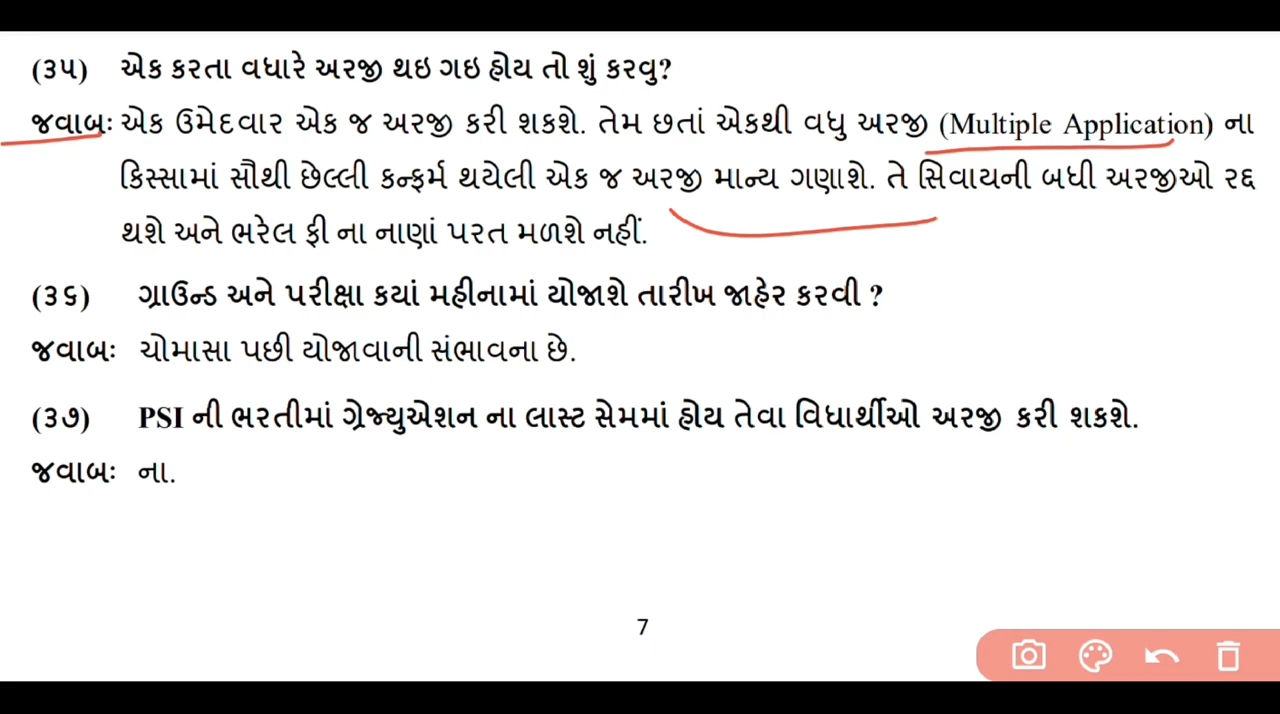 (૩૫) એક કરતા વધારે અરજી થઇ ગઇ હોય તો શું કરવુ?
જવાબઃ એક ઉમેદવાર એક જ અરજી કરી શકશે. તેમ છતાં એકથી વધુ અરજી (Multiple Application) ના
કિસ્સામાં સૌથી છેલ્લી કન્ફર્મ થયેલી એક જ અરજી માન્ય ગણાશે. તે સિવાયની બધી અરજીઓ રદ્દ
થશે અને ભરેલ ફી ના નાણાં પરત મળશે નહીં.
(૩૬) ગ્રાઉન્ડ અને પરીક્ષા કયાં મહીનામાં યોજાશે તારીખ જાહેર કરવી ?
જવાબઃ ચોમાસા પછી યોજાવાની સંભાવના છે.
(૩૭) PSI ની ભરતીમાં ગ્રેજ્યુએશન ના લાસ્ટ સેમમાં હોય તેવા વિધાર્થીઓ અરજી કરી શકશે.
જવાબઃ ના.
7